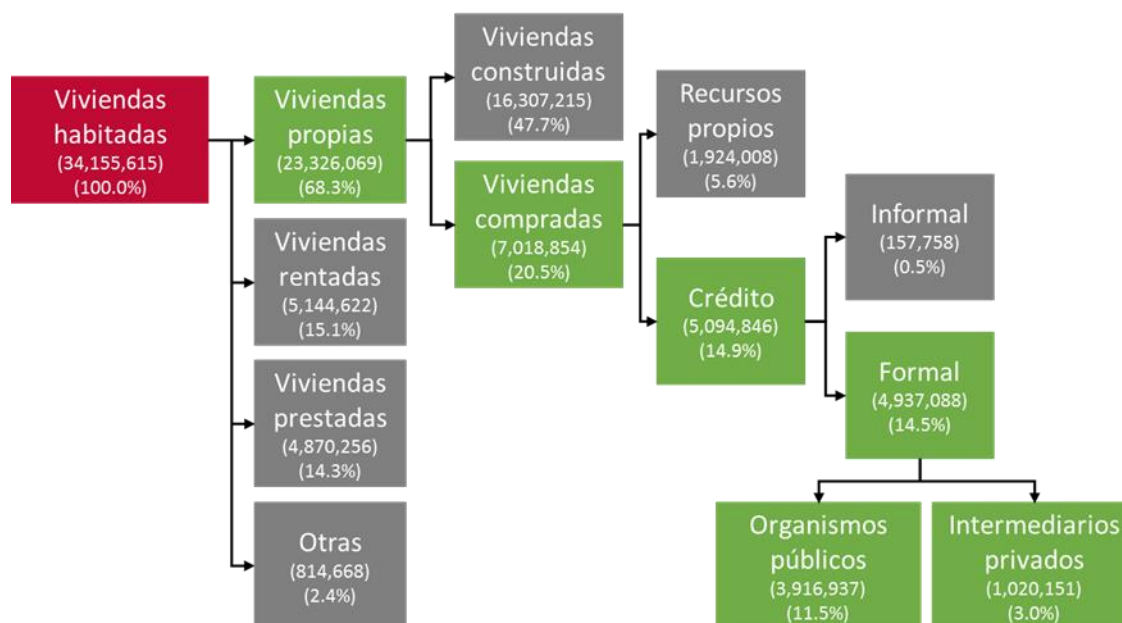 Viviendas
habitadas
(34,155,615)
(100.0%)
Viviendas
propias
(23,326,069)
(68.3%)
Viviendas
rentadas
(5,144,622)
(15.1%)
Viviendas
prestadas
(4,870,256)
(14.3%)
Otras
(814,668)
(2.4%)
Viviendas
construidas
(16,307,215)
(47.7%)
Viviendas
compradas
(7,018,854)
(20.5%)
Recursos
propios
(1,924,008)
(5.6%)
Crédito
(5,094,846)
(14.9%)
Informal
(157,758)
(0.5%)
Formal
(4,937,088)
(14.5%)
Organismos
públicos
(3,916,937)
(11.5%)
Intermediarios
privados
(1,020,151)
(3.0%)